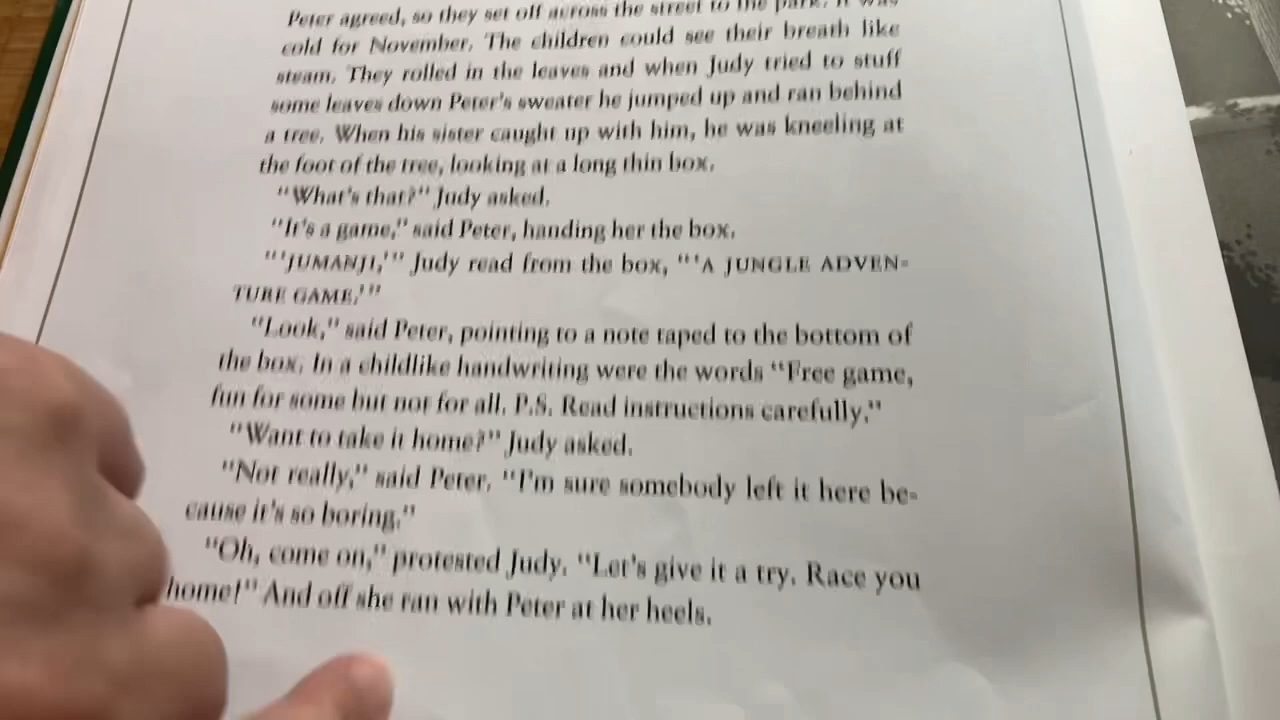 Peter agreed, so they set off across the street to the park. It was
cold for November. The children could see their breath like
steam. They rolled in the leaves and when Judy tried to stuff
some leaves down Peter's sweater he jumped up and ran behind
a tree. When his sister caught up with him, he was kneeling at
the foot of the tree, looking at a long thin box.
"What's that?" Judy asked.
"It's a game," said Peter, handing her the box.
"'JUMANJI,'" Judy read from the box, "'A JUNGLE ADVEN-
TURE GAME.'"
"Look," said Peter, pointing to a note taped to the bottom of
the box. In a childlike handwriting were the words "Free game,
fun for some but not for all. P.S. Read instructions carefully."
"Want to take it home?" Judy asked.
"Not really," said Peter. "I'm sure somebody left it here be-
cause it's so boring."
"Oh, come on," protested Judy. "Let's give it a try. Race you
home!" And off she ran with Peter at her heels.